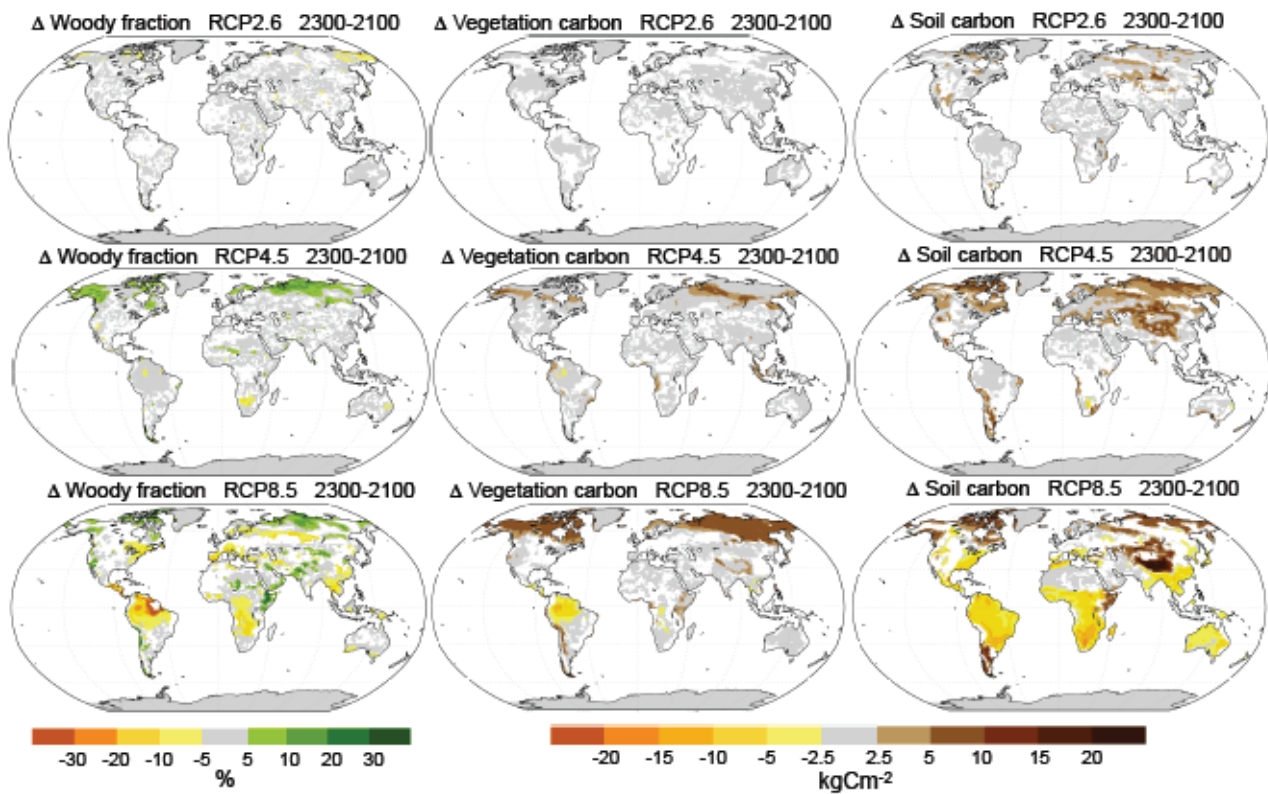 Δ Woody fraction RCP2.6 2300-2100
Δ Vegetation carbon RCP2.6 2300-2100
Δ Soil carbon RCP2.6 2300-2100
Δ Woody fraction RCP4.5 2300-2100
Δ Vegetation carbon RCP4.5 2300-2100
Δ Soil carbon RCP4.5 2300-2100
Δ Woody fraction RCP8.5 2300-2100
Δ Vegetation carbon RCP8.5 2300-2100
Δ Soil carbon RCP8.5 2300-2100
-30 -20 -10 -5 5 10 20 30
%
-20 -15 -10 -5 -2.5 2.5 5 10 15 20
kgCm-²